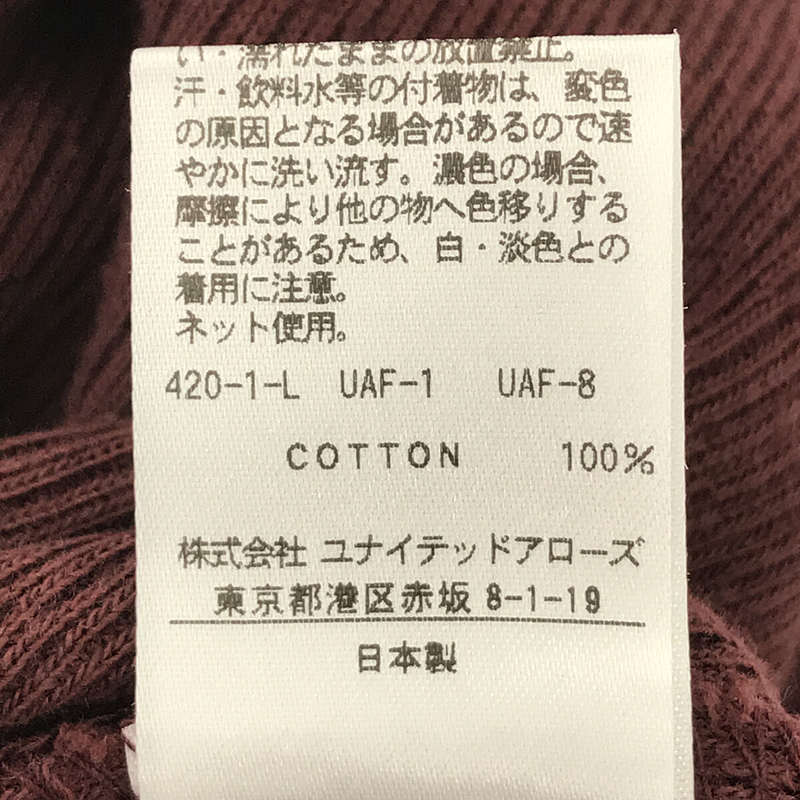 い・濡れたままの放置禁止。
汗・飲料水等の付着物は、変色
の原因となる場合があるので速
やかに洗い流す。濃色の場合、
摩擦により他の物へ色移りする
ことがあるため、白・淡色との
着用に注意。
ネット使用。
420-1-L UAF-1 UAF-8
COTTON 100%
株式会社 ユナイテッドアローズ
東京都港区赤坂 8-1-19
日本製